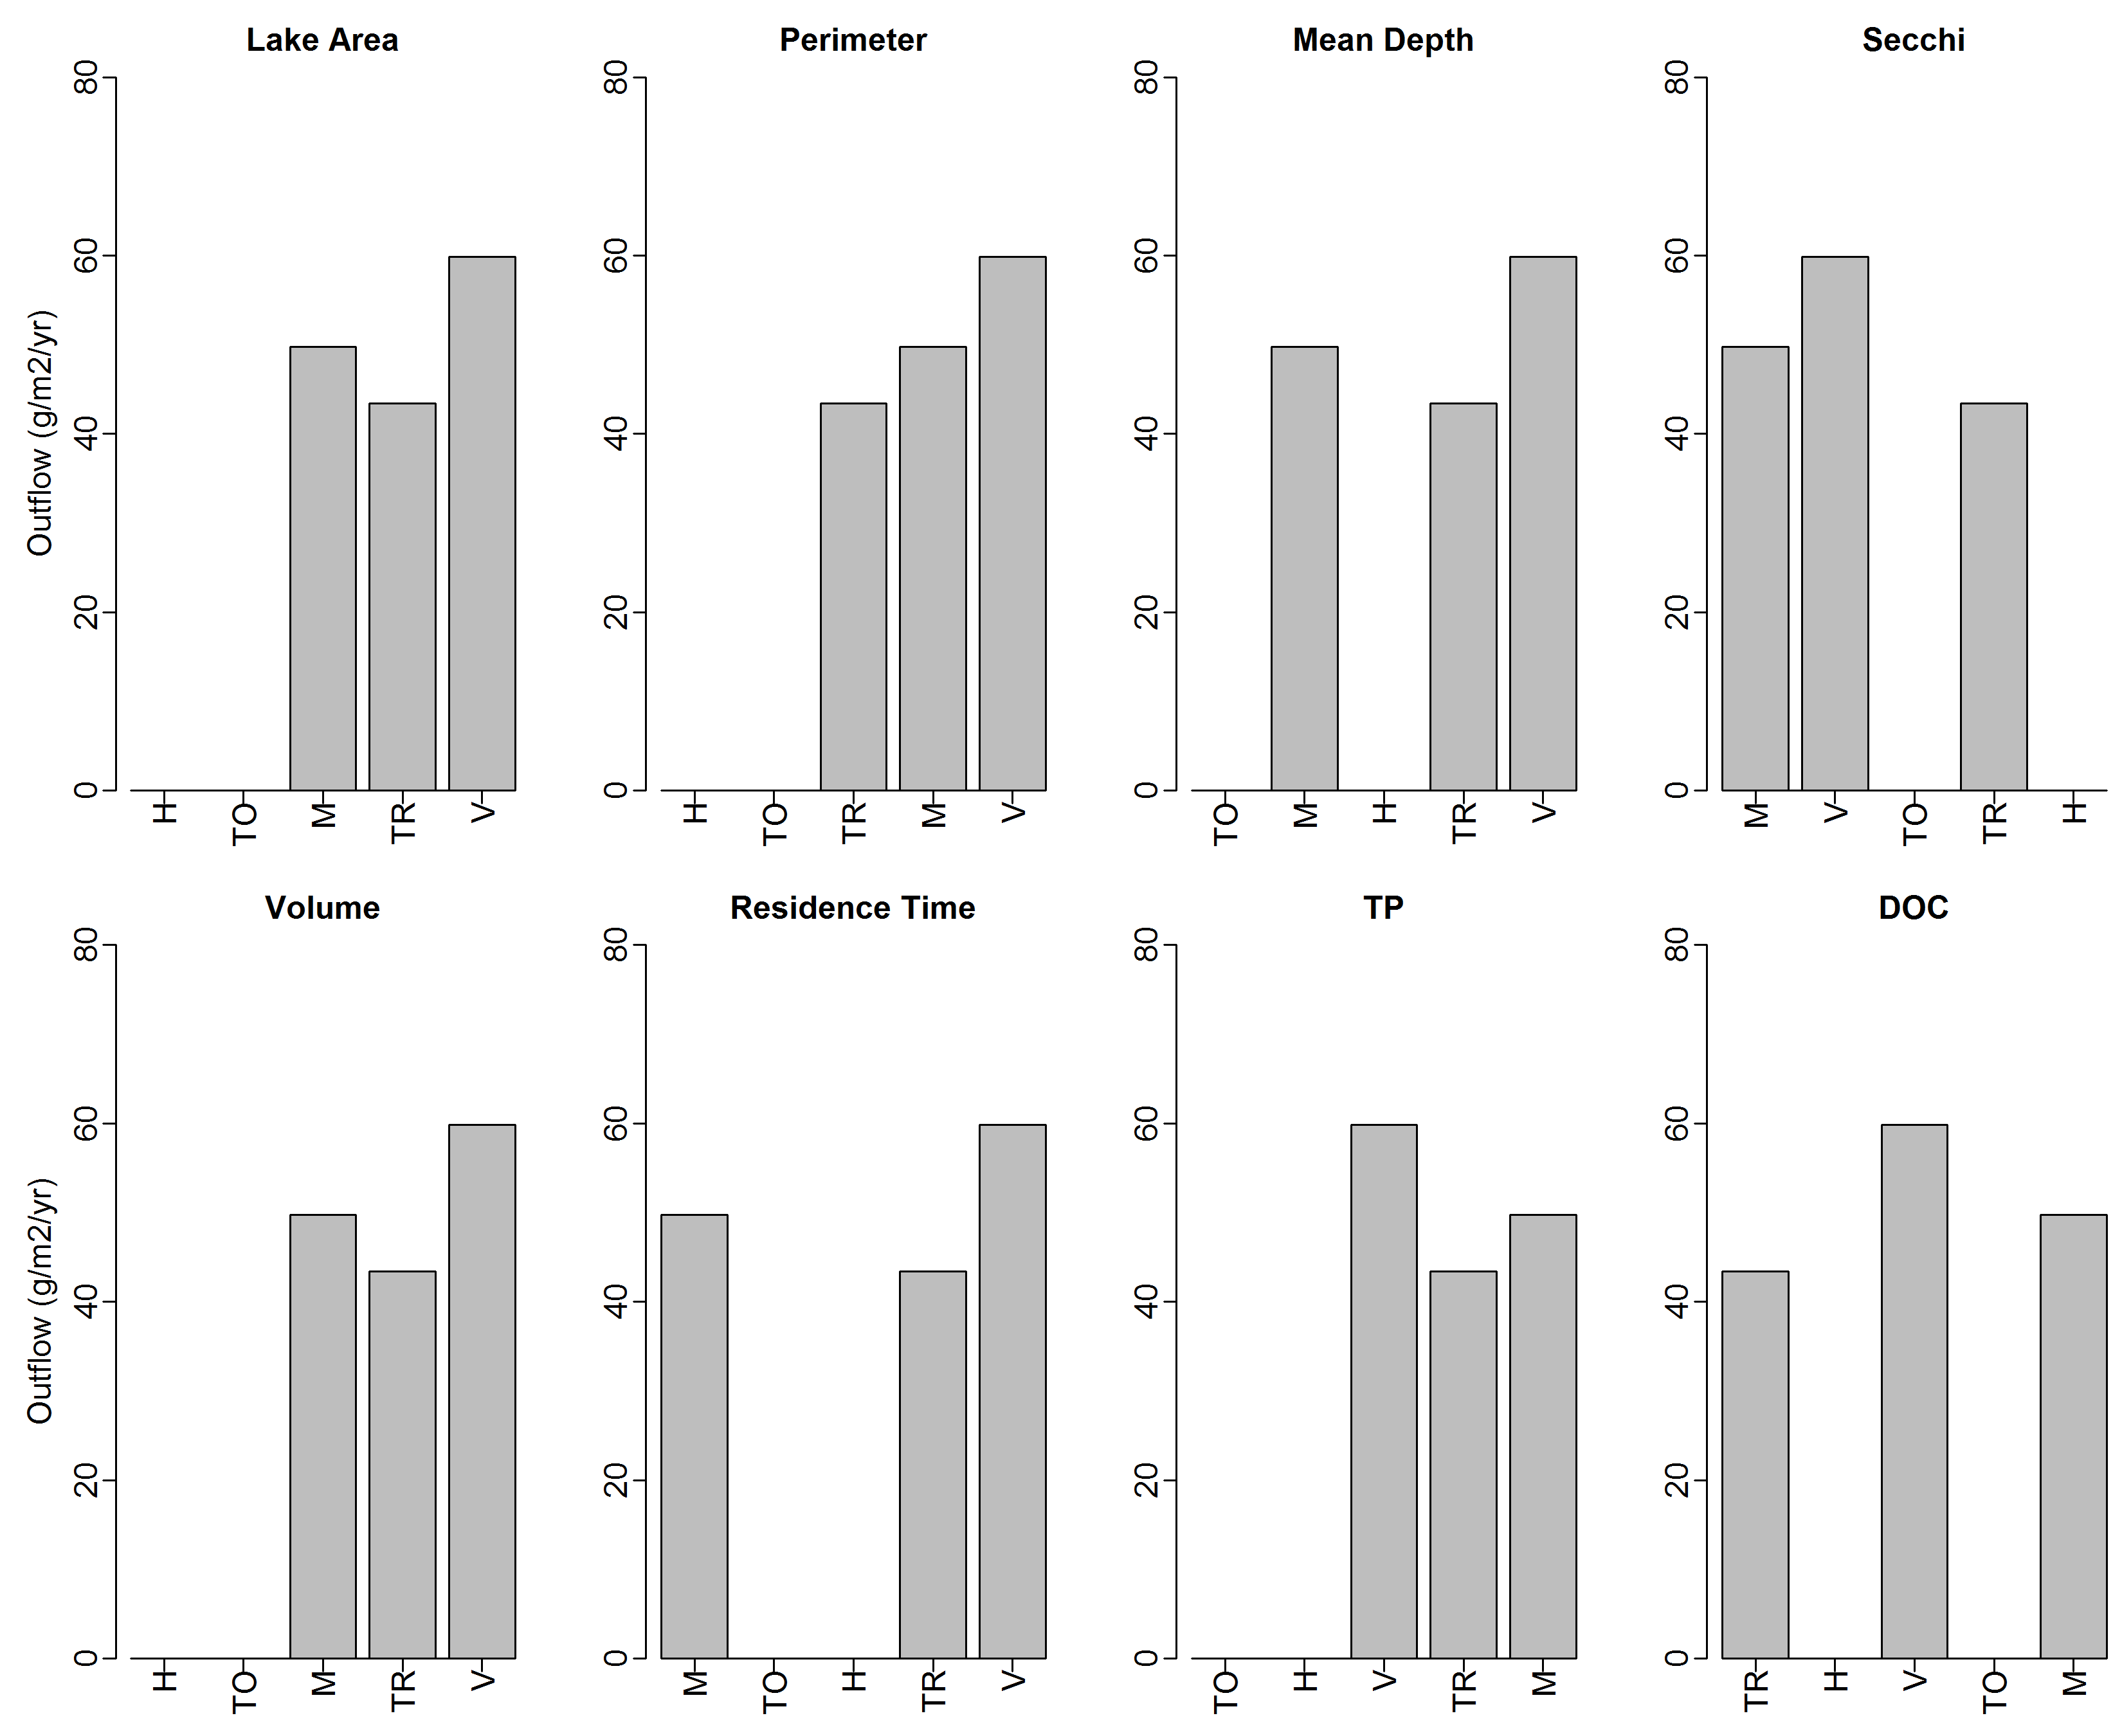 Lake Area
Perimeter
Mean Depth
Secchi
Outflow (g/m2/yr)
0 20 40 60 80
H TO M TR V
0 20 40 60 80
H TO TR M V
0 20 40 60 80
TO M H TR V
0 20 40 60 80
M V TO TR H
Volume
Residence Time
TP
DOC
Outflow (g/m2/yr)
0 20 40 60 80
H TO M TR V
0 20 40 60 80
M TO H TR V
0 20 40 60 80
TO H V TR M
0 20 40 60 80
TR H V TO M